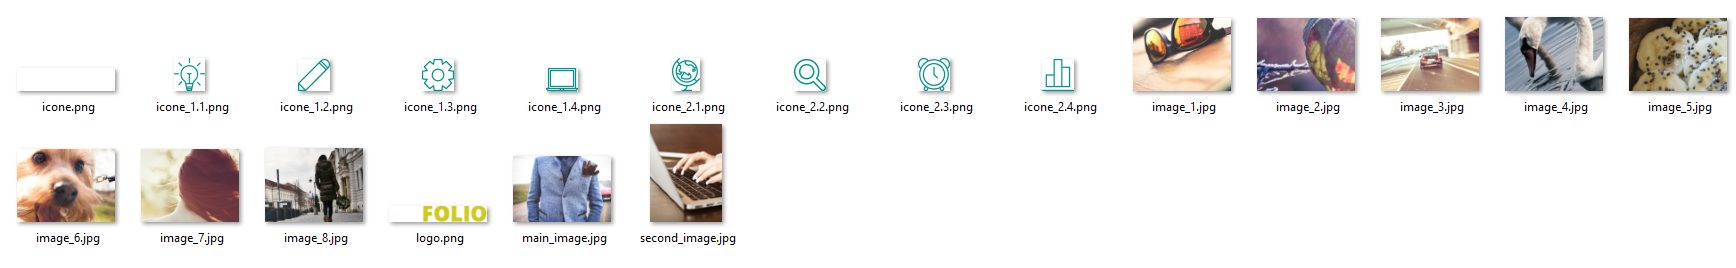 icone.png
icone_1.1.png
icone_1.2.png
icone_1.3.png
icone_1.4.png
icone_2.1.png
icone_2.2.png
icone_2.3.png
icone_2.4.png
image_1.jpg
image_2.jpg
image_3.jpg
image_4.jpg
image_5.jpg
FOLIO
image_6.jpg
image_7.jpg
image_8.jpg
logo.png
main_image.jpg
second_image.jpg